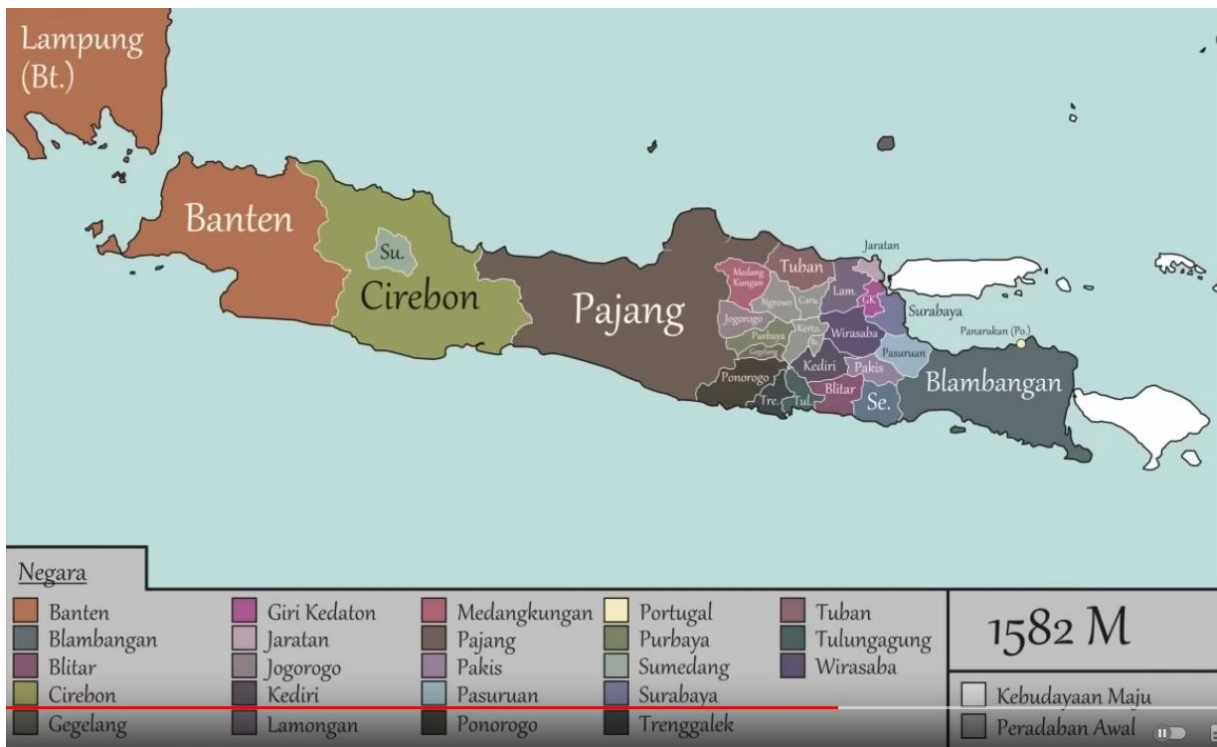 Lampung
(Bt.)
Banten
Su.
Cirebon
Pajang
Medang
Kungan
Tuban
Jaratan
Ngrowo
Caru.
Lam.
GK.
Surabaya
Jogorogo
Purbaya
Kerto.
Wirasaba
Panarukan (Po.)
Gegelang
Pasuruan
Ponorogo
Kediri
Pakis
Blambangan
Tre.
Tul.
Blitar
Se.
Negara
Banten
Blambangan
Blitar
Cirebon
Gegelang
Giri Kedaton
Jaratan
Jogorogo
Kediri
Lamongan
Medangkungan
Pajang
Pakis
Pasuruan
Ponorogo
Portugal
Purbaya
Sumedang
Surabaya
Trenggalek
Tuban
Tulungagung
Wirasaba
1582 M
Kebudayaan Maju
Peradaban Awal